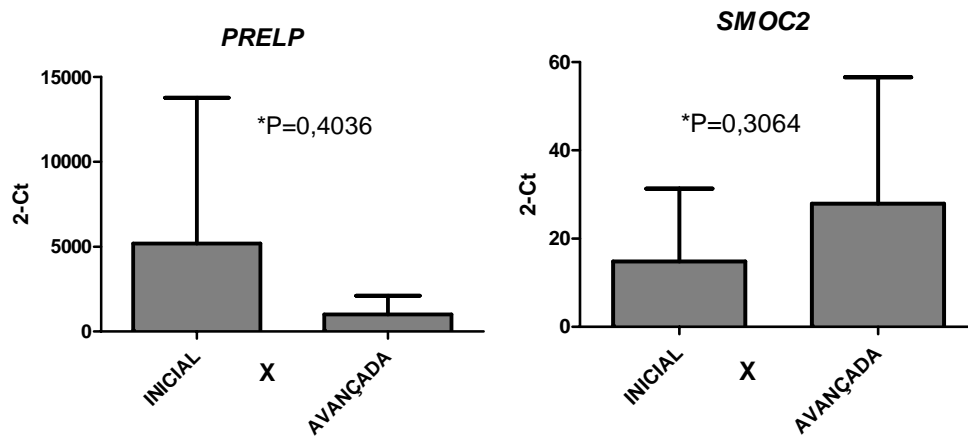 PRELP
15000
10000
5000
0
2-Ct
*P=0,4036
INICIAL
X
AVANÇADA
SMOC2
60
40
20
0
2-Ct
*P=0,3064
INICIAL
X
AVANÇADA